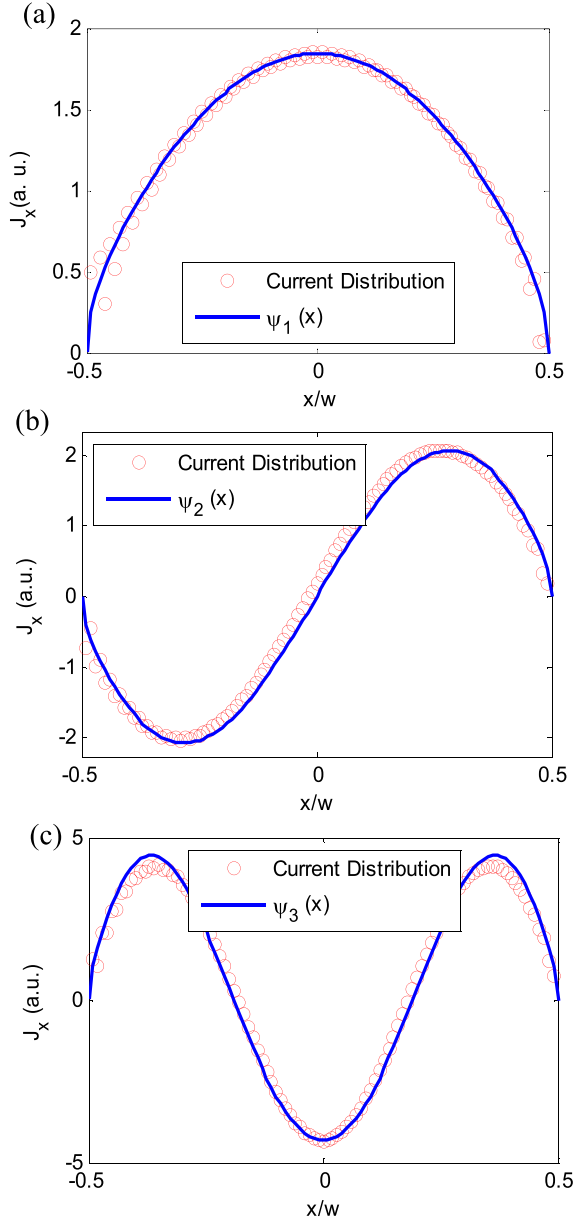 (a)
2
1.5
1
0.5
0
J_x(a. u.)
Current Distribution
ψ_1 (x)
-0.5 0 0.5
x/w
(b)
2
1
0
-1
-2
J_x (a.u.)
Current Distribution
ψ_2 (x)
-0.5 0 0.5
x/w
(c)
5
0
-5
J_x (a.u.)
Current Distribution
ψ_3 (x)
-0.5 0 0.5
x/w